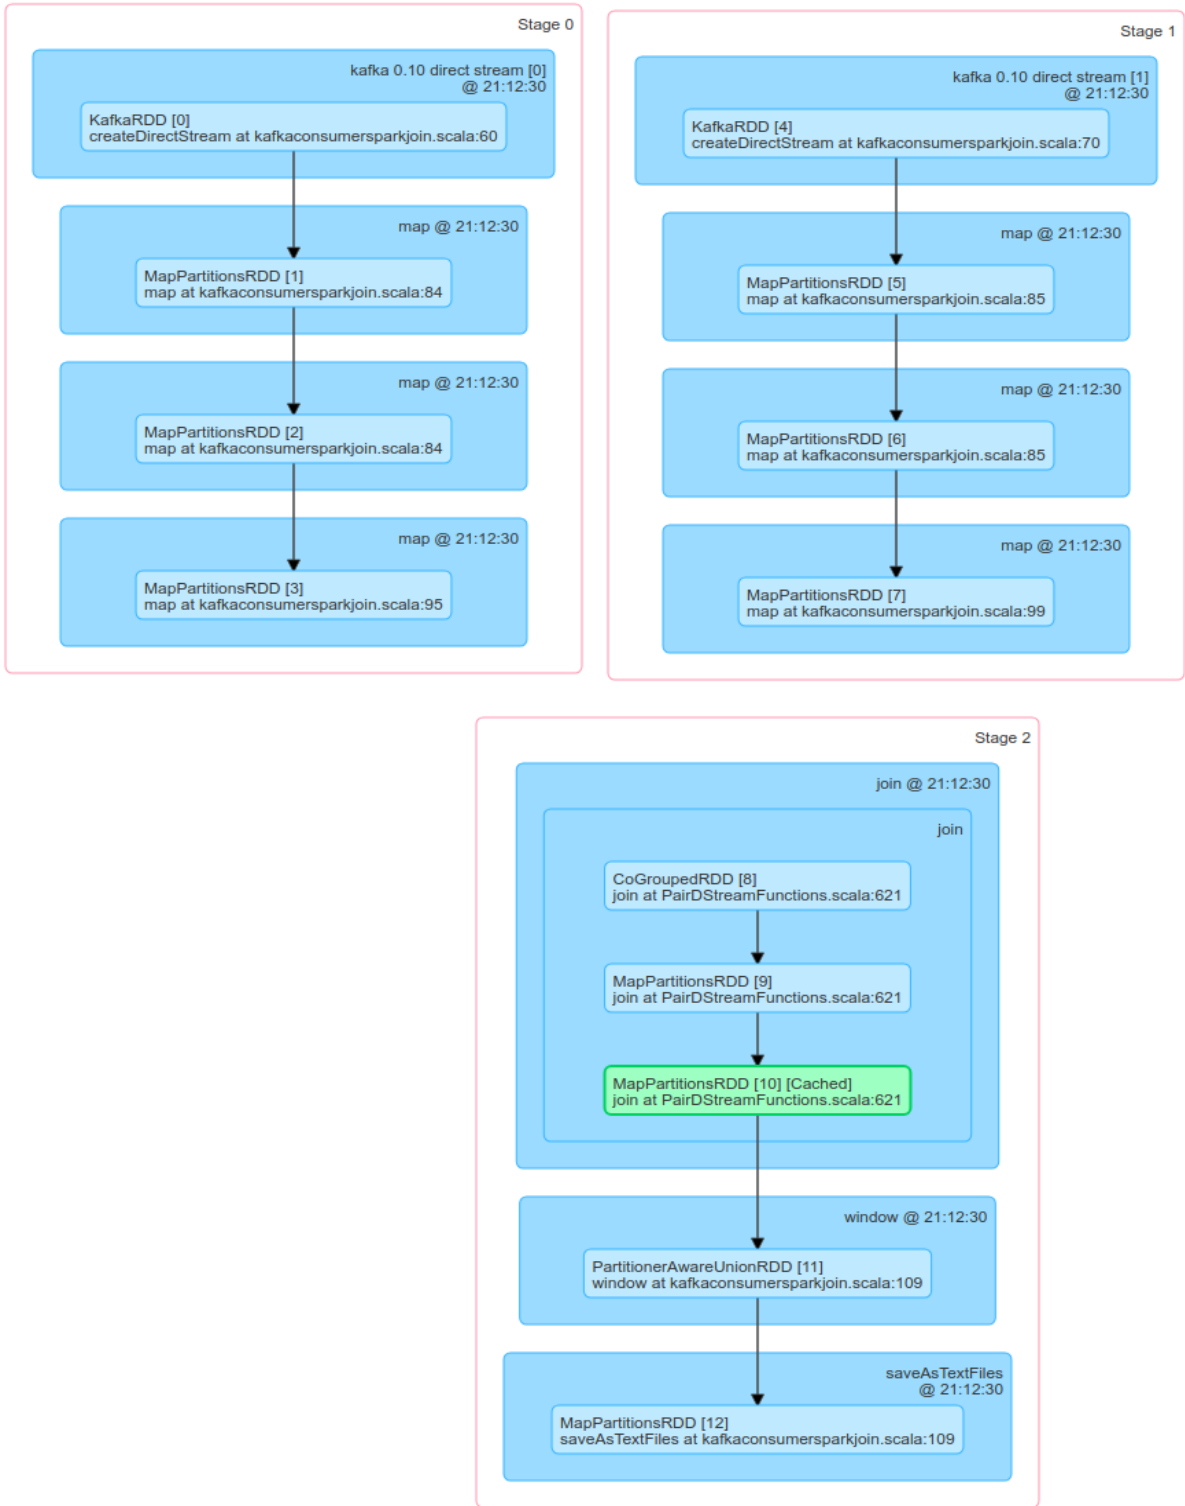 Stage 0
kafka 0.10 direct stream [0]
@ 21:12:30
KafkaRDD [0]
createDirectStream at kafkaconsumersparkjoin.scala:60
map @ 21:12:30
MapPartitionsRDD [1]
map at kafkaconsumersparkjoin.scala:84
map @ 21:12:30
MapPartitionsRDD [2]
map at kafkaconsumersparkjoin.scala:84
map @ 21:12:30
MapPartitionsRDD [3]
map at kafkaconsumersparkjoin.scala:95
Stage 1
kafka 0.10 direct stream [1]
@ 21:12:30
KafkaRDD [4]
createDirectStream at kafkaconsumersparkjoin.scala:70
map @ 21:12:30
MapPartitionsRDD [5]
map at kafkaconsumersparkjoin.scala:85
map @ 21:12:30
MapPartitionsRDD [6]
map at kafkaconsumersparkjoin.scala:85
map @ 21:12:30
MapPartitionsRDD [7]
map at kafkaconsumersparkjoin.scala:99
Stage 2
join @ 21:12:30
join
CoGroupedRDD [8]
join at PairDStreamFunctions.scala:621
MapPartitionsRDD [9]
join at PairDStreamFunctions.scala:621
MapPartitionsRDD [10] [Cached]
join at PairDStreamFunctions.scala:621
window @ 21:12:30
PartitionerAwareUnionRDD [11]
window at kafkaconsumersparkjoin.scala:109
saveAsTextFiles
@ 21:12:30
MapPartitionsRDD [12]
saveAsTextFiles at kafkaconsumersparkjoin.scala:109